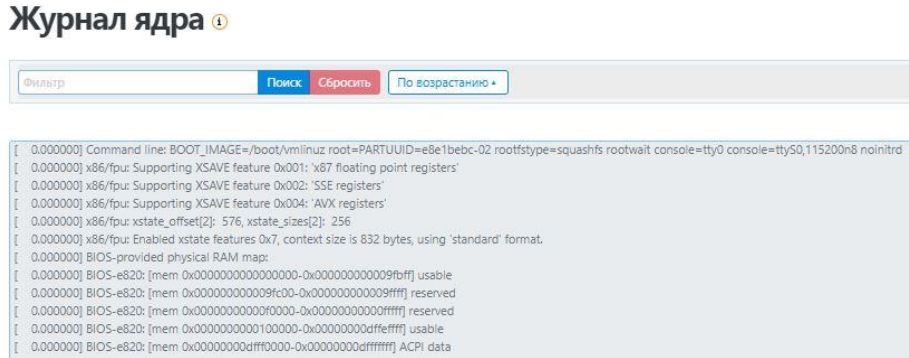 Журнал ядра
Фильтр Поиск Сбросить По возрастанию
[ 0.000000] Command line: BOOT_IMAGE=/boot/vmlinuz root=PARTUUID=e8e1bebc-02 rootfstype=squashfs rootwait console=tty0 console=ttyS0,115200n8 noinitrd
[ 0.000000] x86/fpu: Supporting XSAVE feature 0x001: 'x87 floating point registers'
[ 0.000000] x86/fpu: Supporting XSAVE feature 0x002: 'SSE registers'
[ 0.000000] x86/fpu: Supporting XSAVE feature 0x004: 'AVX registers'
[ 0.000000] x86/fpu: xstate_offset[2]: 576, xstate_sizes[2]: 256
[ 0.000000] x86/fpu: Enabled xstate features 0x7, context size is 832 bytes, using 'standard' format.
[ 0.000000] BIOS-provided physical RAM map:
[ 0.000000] BIOS-e820: [mem 0x0000000000000000-0x000000000009fbff] usable
[ 0.000000] BIOS-e820: [mem 0x000000000009fc00-0x000000000009ffff] reserved
[ 0.000000] BIOS-e820: [mem 0x00000000000f0000-0x00000000000fffff] reserved
[ 0.000000] BIOS-e820: [mem 0x0000000000100000-0x00000000dffeffff] usable
[ 0.000000] BIOS-e820: [mem 0x00000000dfff0000-0x00000000dfffffff] ACPI data